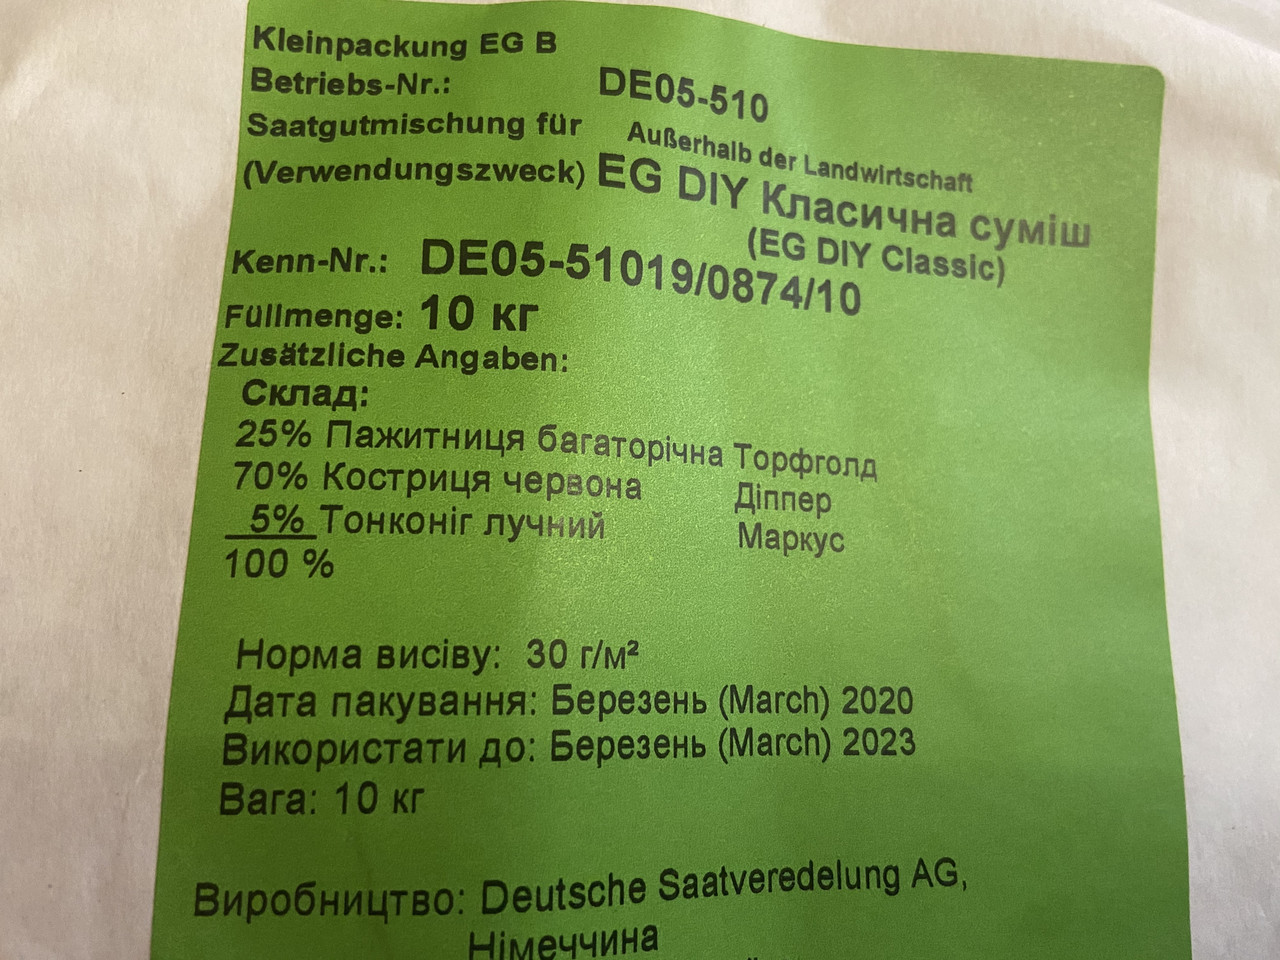 Kleinpackung EG B
Betriebs-Nr.: DE05-510
Saatgutmischung für Außerhalb der Landwirtschaft
(Verwendungszweck) EG DIY Класична суміш
(EG DIY Classic)
Kenn-Nr.: DE05-51019/0874/10
Füllmenge: 10 кг
Zusätzliche Angaben:
Склад:
25% Пажитниця багаторічна Торфголд
70% Костриця червона Діппер
5% Тонконіг лучний Маркус
100 %
Норма висіву: 30 г/м²
Дата пакування: Березень (March) 2020
Використати до: Березень (March) 2023
Вага: 10 кг
Виробництво: Deutsche Saatveredelung AG,
Німеччина